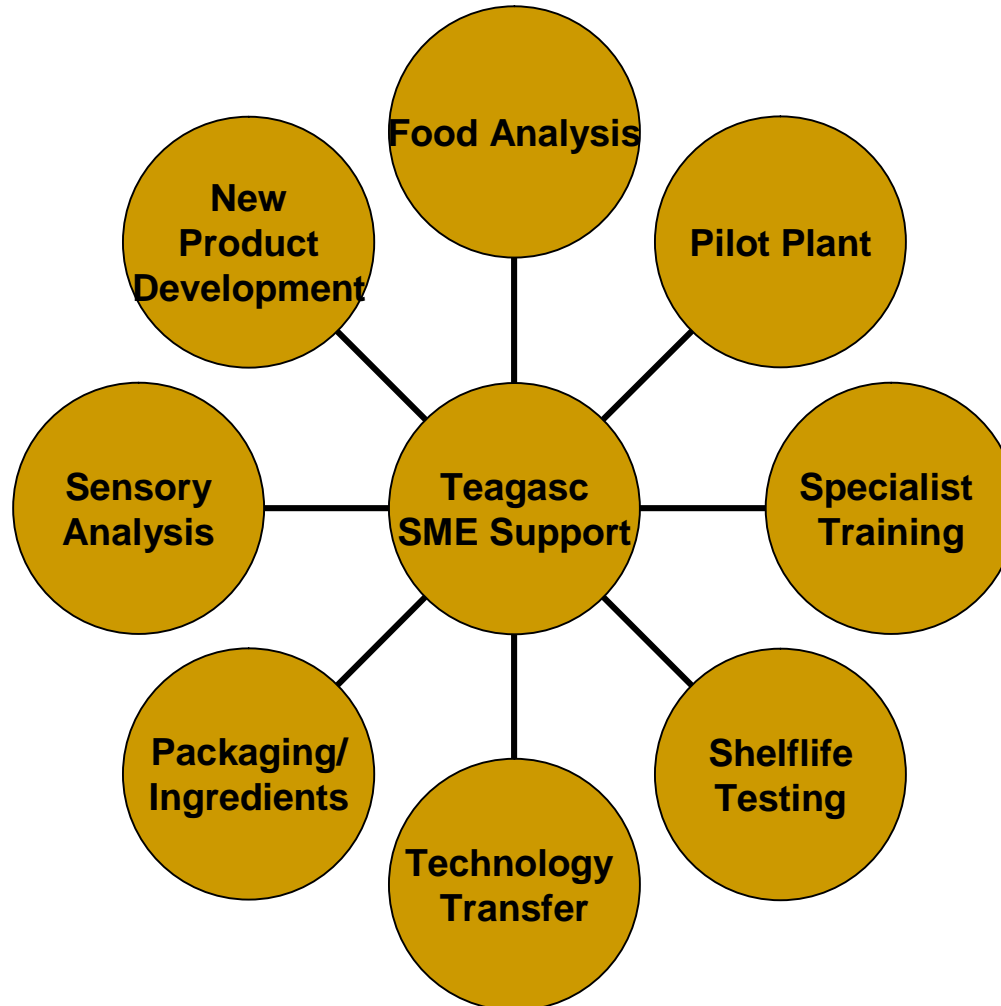 Food Analysis
New
Product
Development
Pilot Plant
Sensory
Analysis
Teagasc
SME Support
Specialist
Training
Packaging/
Ingredients
Shelflife
Testing
Technology
Transfer